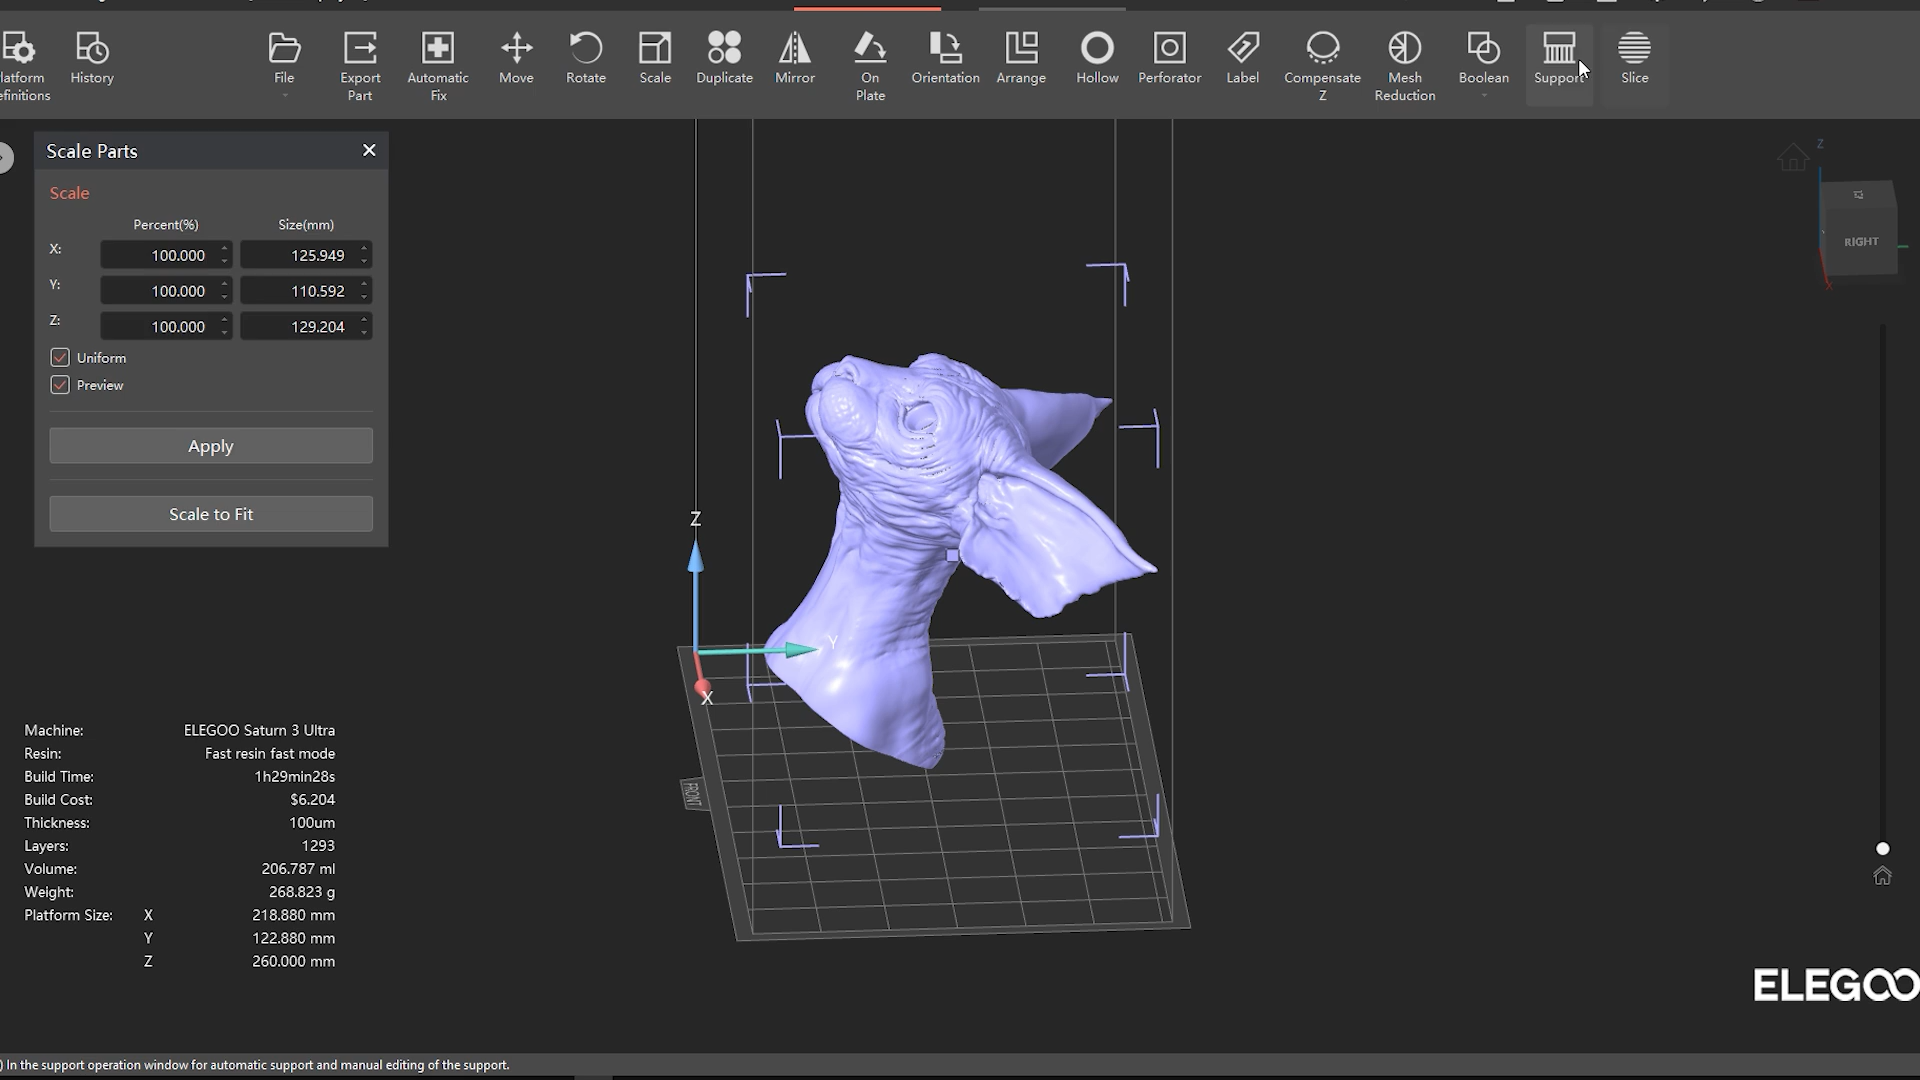 History
File
Export
Part
Automatic
Fix
Move
Rotate
Scale
Duplicate
Mirror
On
Plate
Orientation
Arrange
Hollow
Perforator
Label
Compensate
Z
Mesh
Reduction
Boolean
Support
Slice
Scale Parts
Scale
Percent(%) Size(mm)
X: 100.000 125.949
Y: 100.000 110.592
Z: 100.000 129.204
Uniform
Preview
Apply
Scale to Fit
Z
Y
X
FRONT
Z
RIGHT
X
Machine: ELEGOO Saturn 3 Ultra
Resin: Fast resin fast mode
Build Time: 1h29min28s
Build Cost: $6.204
Thickness: 100um
Layers: 1293
Volume: 206.787 ml
Weight: 268.823 g
Platform Size: X 218.880 mm
Y 122.880 mm
Z 260.000 mm
ELEGOO
) In the support operation window for automatic support and manual editing of the support.